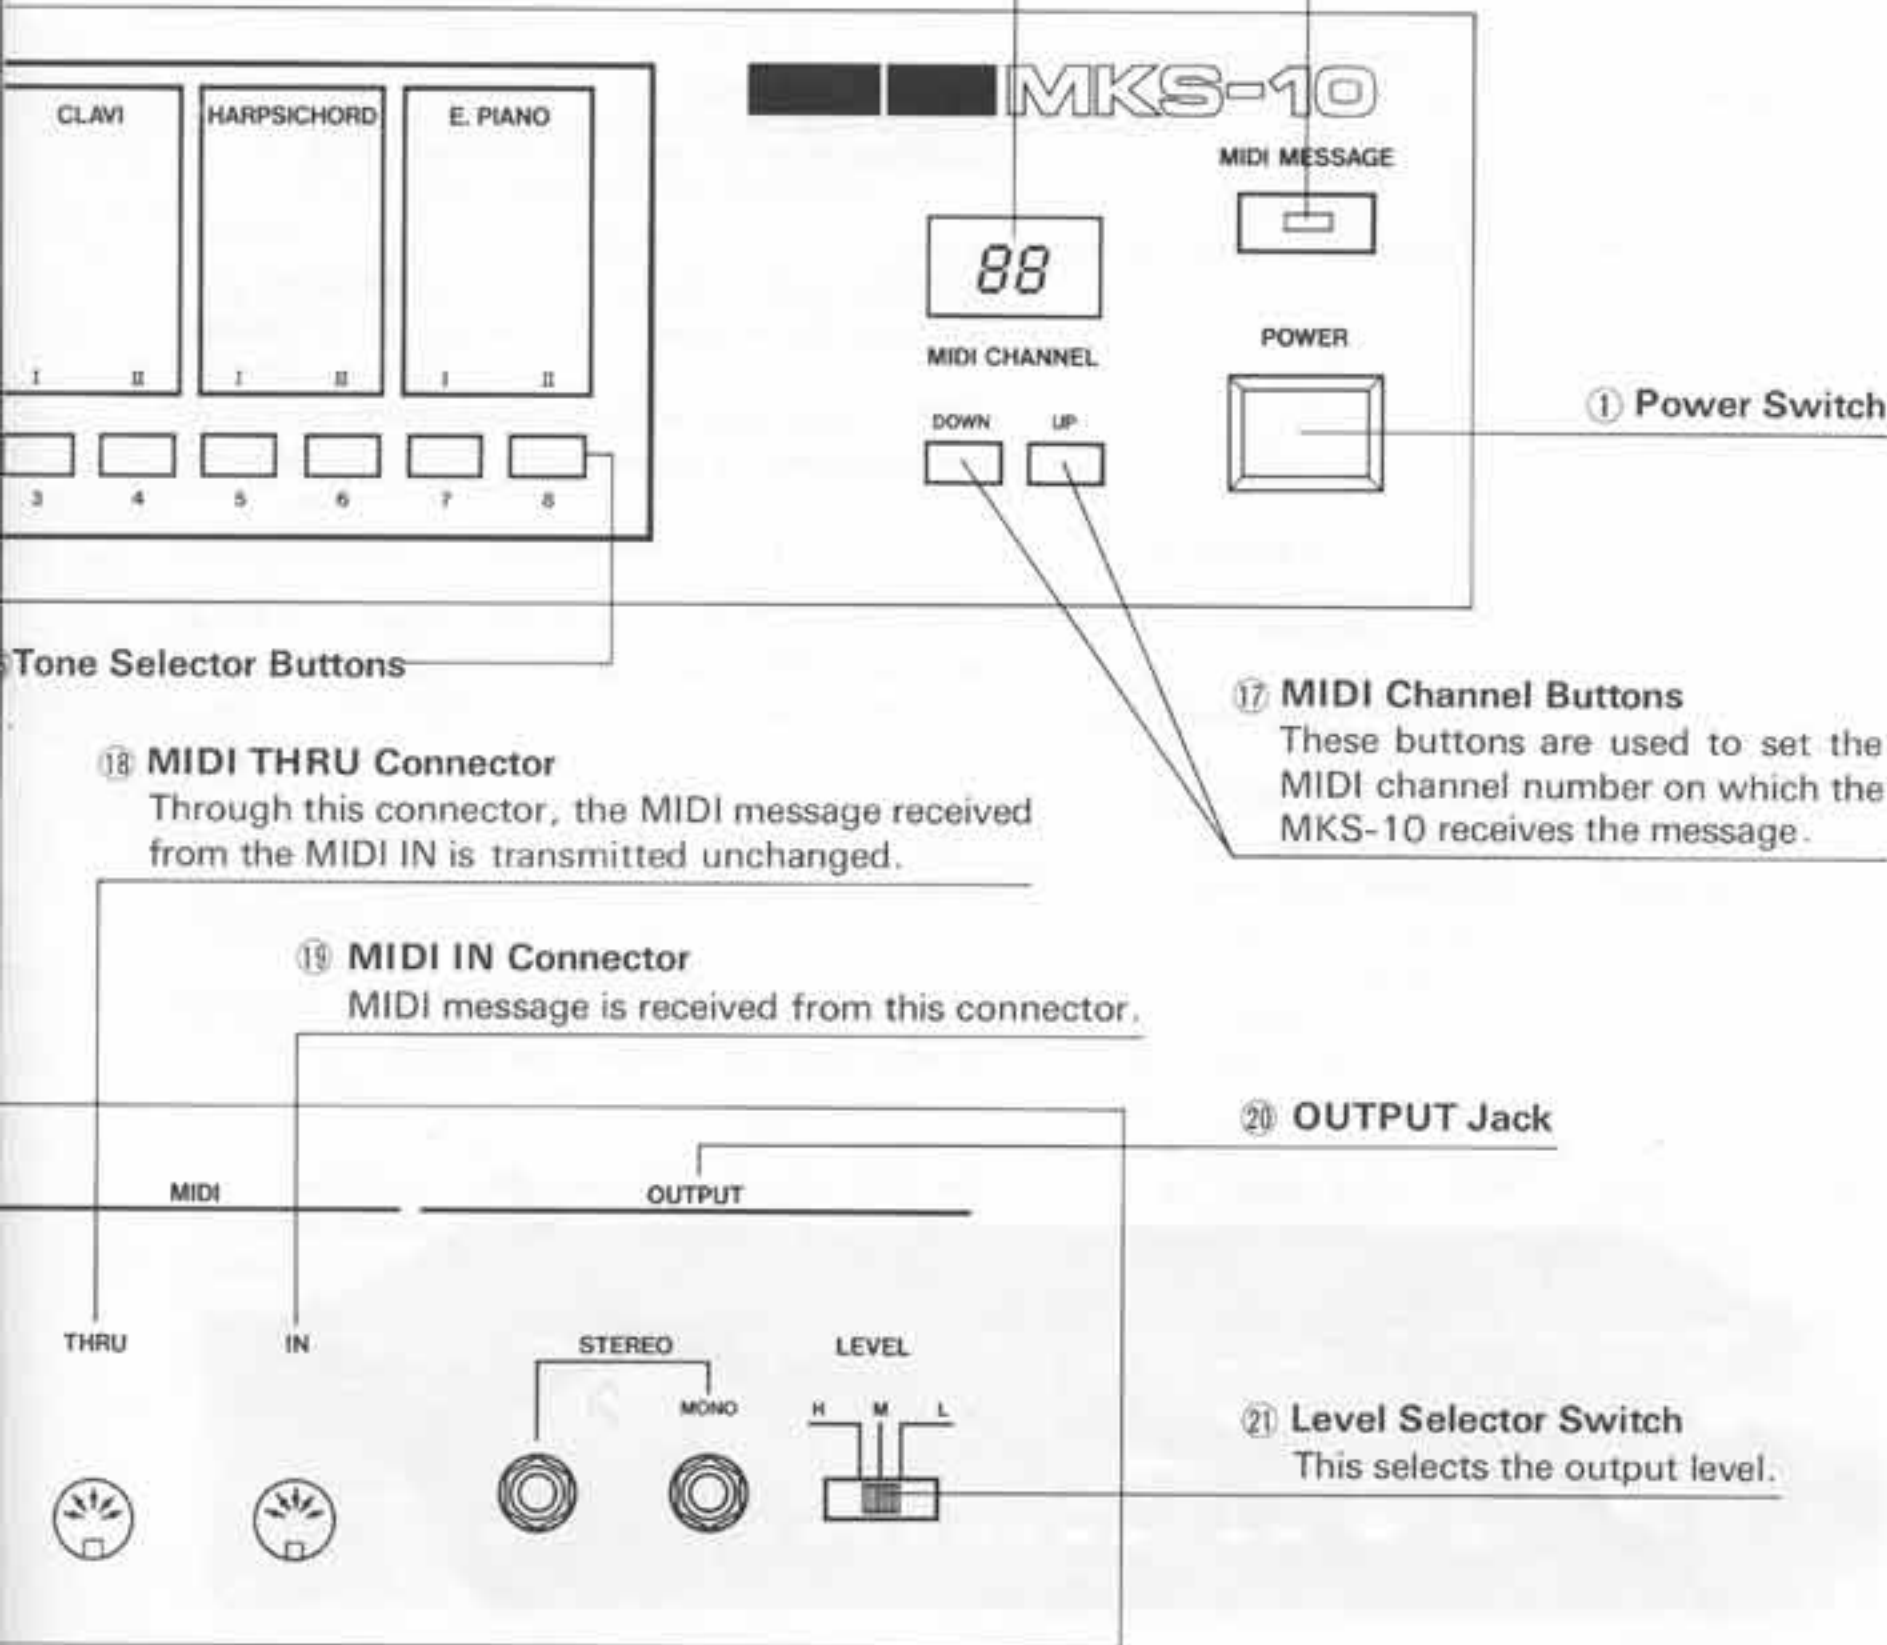 MKS-10
CLAVI HARPSICHORD E. PIANO
MIDI MESSAGE
88
POWER
MIDI CHANNEL
I II I II I II
① Power Switch
DOWN UP
3 4 5 6 7 8
Tone Selector Buttons
⑰ MIDI Channel Buttons
These buttons are used to set the
MIDI channel number on which the
MKS-10 receives the message.
⑱ MIDI THRU Connector
Through this connector, the MIDI message received
from the MIDI IN is transmitted unchanged.
⑲ MIDI IN Connector
MIDI message is received from this connector.
⑳ OUTPUT Jack
MIDI OUTPUT
THRU IN STEREO LEVEL
MONO H M L
㉑ Level Selector Switch
This selects the output level.